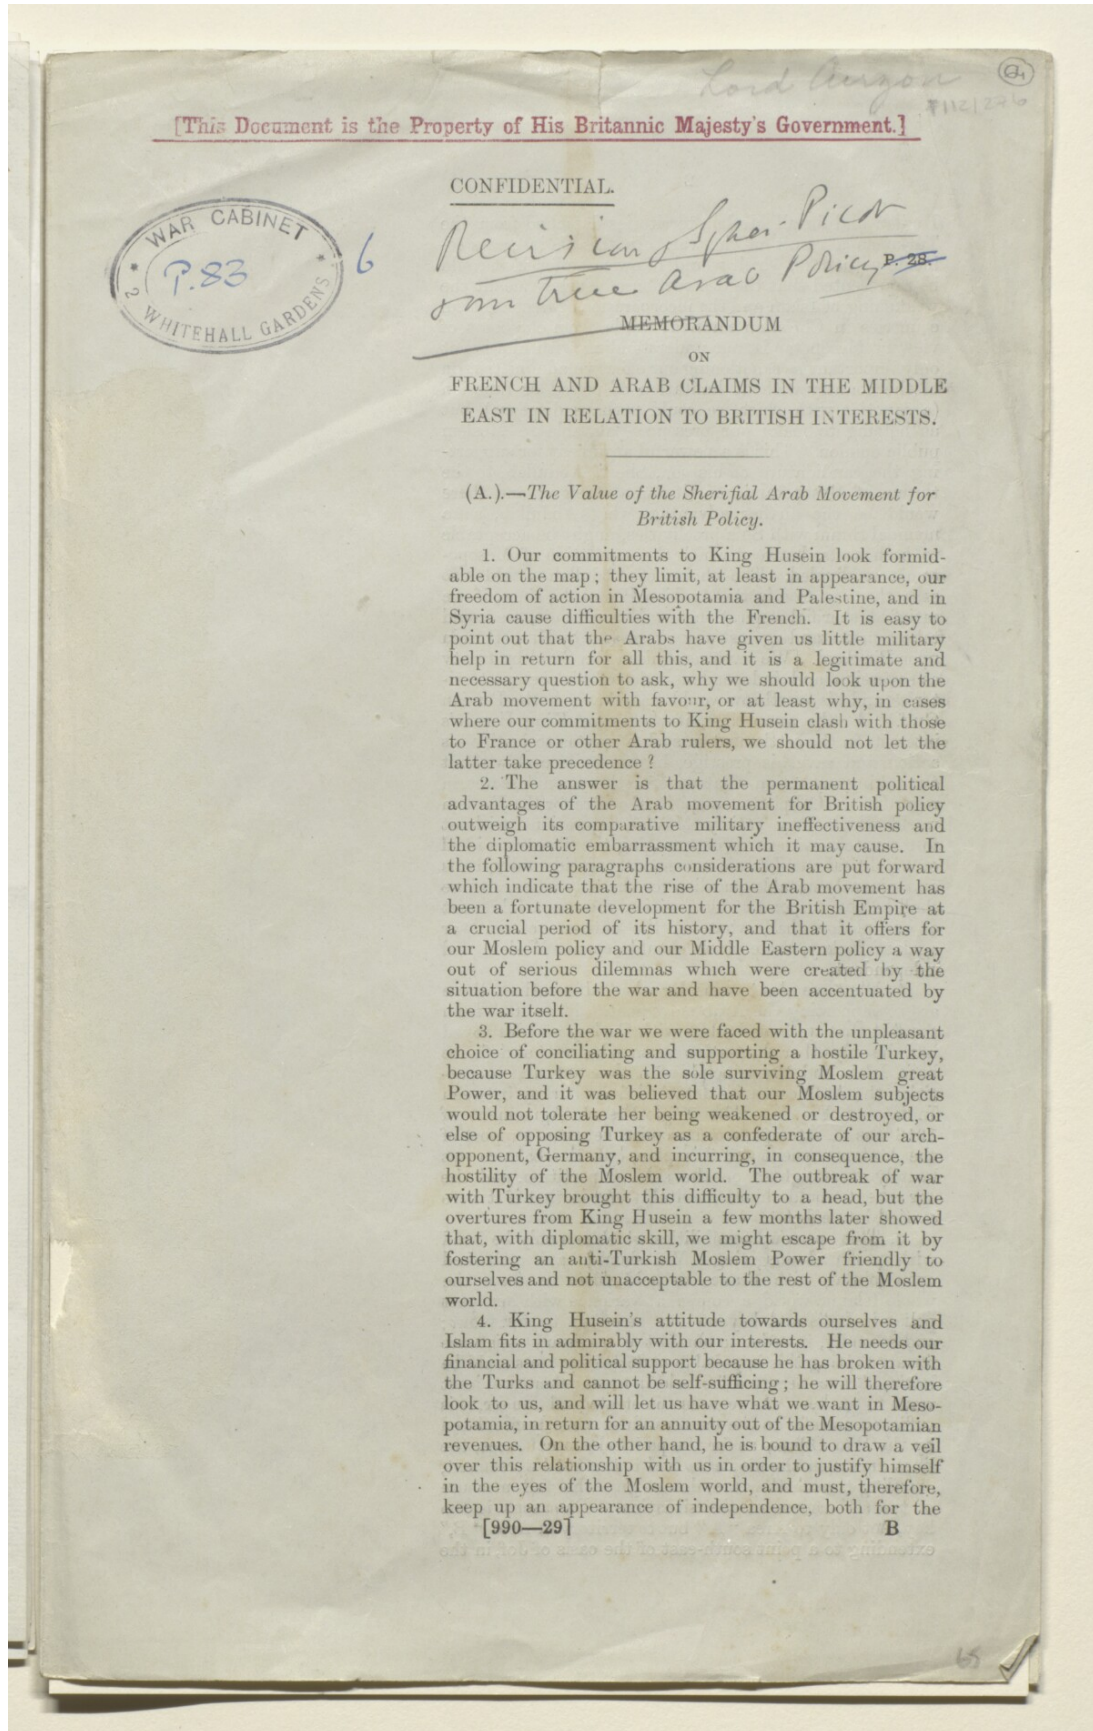 Lord Curzon
64
F112/276
[This Document is the Property of His Britannic Majesty's Government.]
CONFIDENTIAL.
WAR CABINET
P.83
2 WHITEHALL GARDENS
6
Revision of Sykes-Picot
Arab Policy
P. 28.
MEMORANDUM
ON
FRENCH AND ARAB CLAIMS IN THE MIDDLE
EAST IN RELATION TO BRITISH INTERESTS.
(A.).—The Value of the Sherifial Arab Movement for
British Policy.
1. Our commitments to King Husein look formid-
able on the map; they limit, at least in appearance, our
freedom of action in Mesopotamia and Palestine, and in
Syria cause difficulties with the French. It is easy to
point out that the Arabs have given us little military
help in return for all this, and it is a legitimate and
necessary question to ask, why we should look upon the
Arab movement with favour, or at least why, in cases
where our commitments to King Husein clash with those
to France or other Arab rulers, we should not let the
latter take precedence?
2. The answer is that the permanent political
advantages of the Arab movement for British policy
outweigh its comparative military ineffectiveness and
the diplomatic embarrassment which it may cause. In
the following paragraphs considerations are put forward
which indicate that the rise of the Arab movement has
been a fortunate development for the British Empire at
a crucial period of its history, and that it offers for
our Moslem policy and our Middle Eastern policy a way
out of serious dilemmas which were created by the
situation before the war and have been accentuated by
the war itself.
3. Before the war we were faced with the unpleasant
choice of conciliating and supporting a hostile Turkey,
because Turkey was the sole surviving Moslem great
Power, and it was believed that our Moslem subjects
would not tolerate her being weakened or destroyed, or
else of opposing Turkey as a confederate of our arch-
opponent, Germany, and incurring, in consequence, the
hostility of the Moslem world. The outbreak of war
with Turkey brought this difficulty to a head, but the
overtures from King Husein a few months later showed
that, with diplomatic skill, we might escape from it by
fostering an anti-Turkish Moslem Power friendly to
ourselves and not unacceptable to the rest of the Moslem
world.
4. King Husein's attitude towards ourselves and
Islam fits in admirably with our interests. He needs our
financial and political support because he has broken with
the Turks and cannot be self-sufficing; he will therefore
look to us, and will let us have what we want in Meso-
potamia, in return for an annuity out of the Mesopotamian
revenues. On the other hand, he is bound to draw a veil
over this relationship with us in order to justify himself
in the eyes of the Moslem world, and must, therefore,
keep up an appearance of independence, both for the
[990—29] B
65